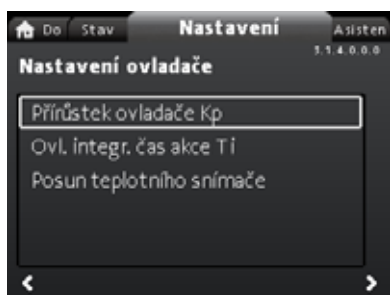 Do Stav Nastavení Asisten
3.1.4.0.0.0
Nastavení ovladače
Přírůstek ovladače Kp
Ovl. integr. čas akce Ti
Posun teplotního snímače